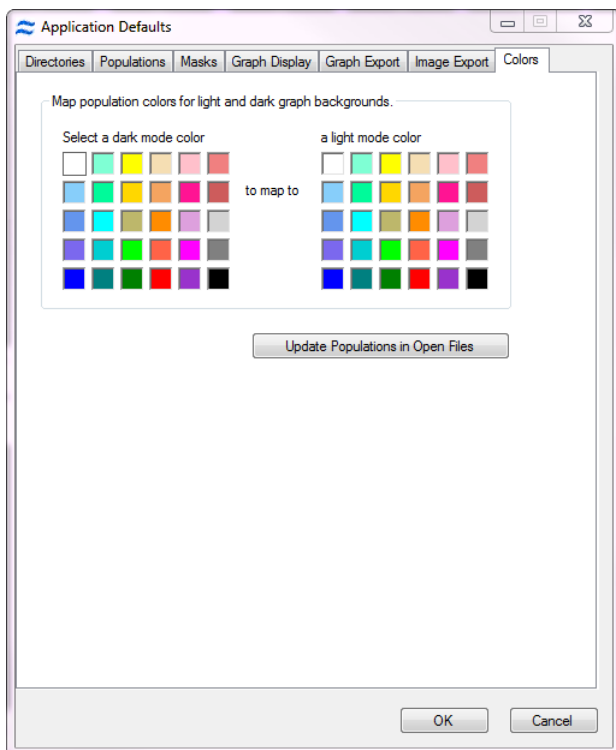 Application Defaults
Directories Populations Masks Graph Display Graph Export Image Export Colors
Map population colors for light and dark graph backgrounds.
Select a dark mode color a light mode color
to map to
Update Populations in Open Files
OK Cancel